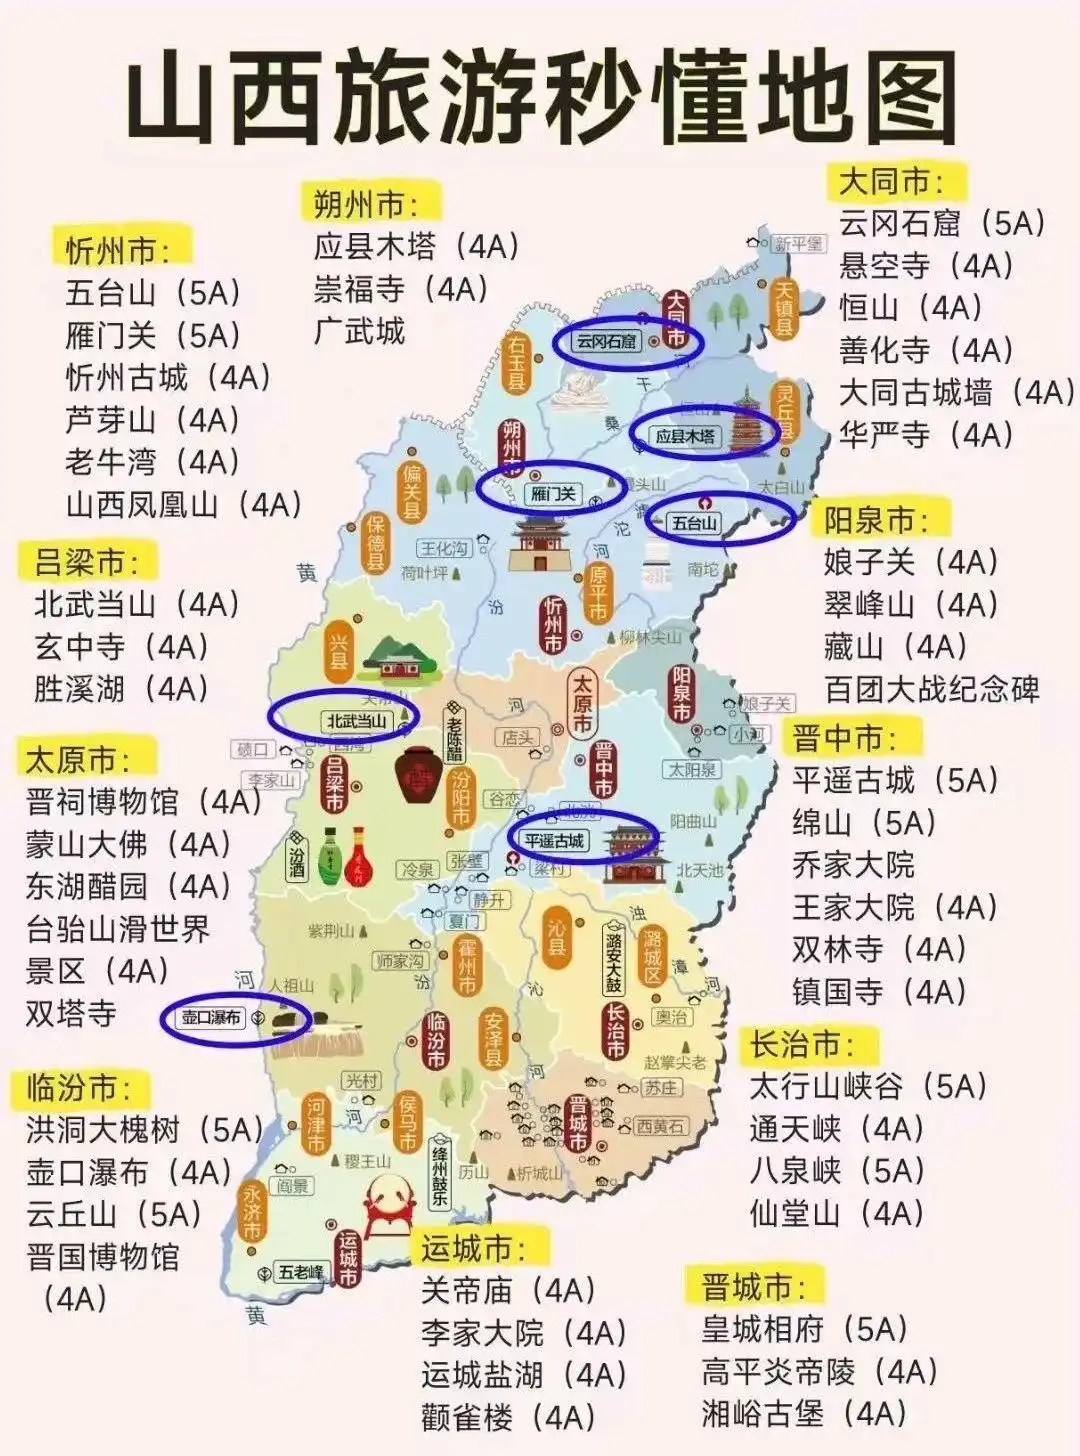 山西旅游秒懂地图
大同市：
云冈石窟（5A）
悬空寺（4A）
恒山（4A）
善化寺（4A）
大同古城墙（4A）
华严寺（4A）
朔州市：
应县木塔（4A）
崇福寺（4A）
广武城
忻州市：
五台山（5A）
雁门关（5A）
忻州古城（4A）
芦芽山（4A）
老牛湾（4A）
山西凤凰山（4A）
吕梁市：
北武当山（4A）
玄中寺（4A）
胜溪湖（4A）
太原市：
晋祠博物馆（4A）
蒙山大佛（4A）
东湖醋园（4A）
台骀山滑世界
景区（4A）
双塔寺
临汾市：
洪洞大槐树（5A）
壶口瀑布（4A）
云丘山（5A）
晋国博物馆
（4A）
阳泉市：
娘子关（4A）
翠峰山（4A）
藏山（4A）
百团大战纪念碑
晋中市：
平遥古城（5A）
绵山（5A）
乔家大院
王家大院（4A）
双林寺（4A）
镇国寺（4A）
长治市：
太行山峡谷（5A）
通天峡（4A）
八泉峡（5A）
仙堂山（4A）
运城市：
关帝庙（4A）
李家大院（4A）
运城盐湖（4A）
鹳雀楼（4A）
晋城市：
皇城相府（5A）
高平炎帝陵（4A）
湘峪古堡（4A）
新平堡
天镇县
大同市
云冈石窟
右玉县
河
干
桑
恒山
灵丘县
应县木塔
朔州市
雁门关
馒头山
太白山
偏关县
五台山
滹
沱
河
保德县
王化沟
荷叶坪
原平市
南坨
黄
汾
忻州市
柳林尖山
兴县
太原市
阳泉市
北武当山
河
老陈醋
店头
娘子关
小河
碛口
西湾
李家山
吕梁市
晋中市
太阳泉
汾阳市
谷恋
北洸
平遥古城
阳曲山
汾酒
冷泉
张壁
梁村
北天池
静升
夏门
紫荆山
师家沟
霍州市
沁县
潞安大鼓
浊
潞城区
漳
河
河
人祖山
汾
沁
壶口瀑布
临汾市
安泽县
长治市
奥治
赵掌尖老
光村
河
河
苏庄
河津市
侯马市
晋城市
西黄石
稷王山
绛州鼓乐
历山
析城山
阎景
永济市
运城市
五老峰
黄